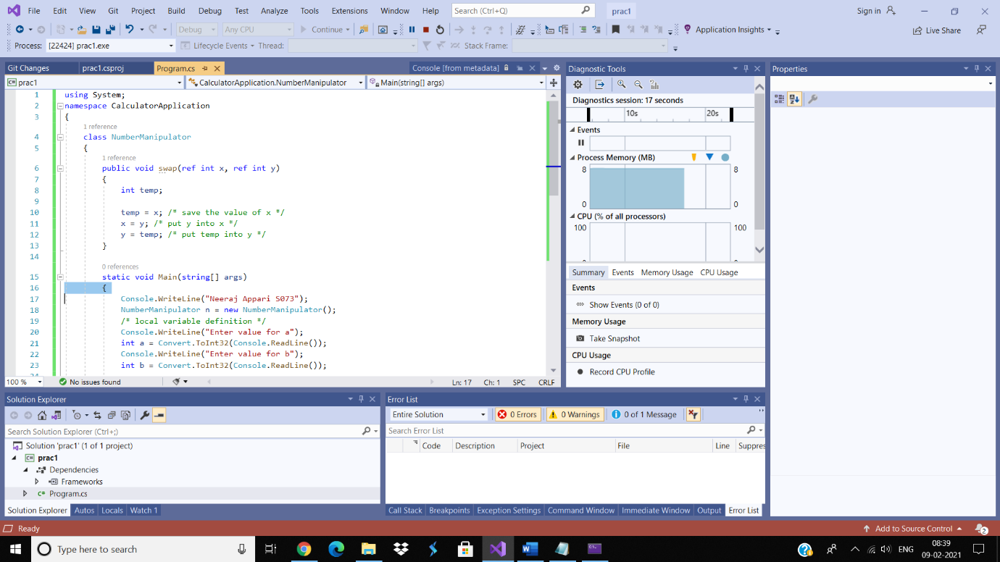 File Edit View Git Project Build Debug Test Analyze Tools Extensions Window Help Search (Ctrl+Q) prac1 Sign in
Debug Any CPU Continue Application Insights Live Share
Process: [22424] prac1.exe Lifecycle Events Thread: Stack Frame:
Git Changes prac1.csproj Program.cs Console [from metadata]
prac1 CalculatorApplication.NumberManipulator Main(string[] args)
1 using System;
2 namespace CalculatorApplication
3 {
1 reference
4 class NumberManipulator
5 {
1 reference
6 public void swap(ref int x, ref int y)
7 {
8 int temp;
9
10 temp = x; /* save the value of x */
11 x = y; /* put y into x */
12 y = temp; /* put temp into y */
13 }
14
0 references
15 static void Main(string[] args)
16 {
17 Console.WriteLine("Neeraj Appari S073");
18 NumberManipulator n = new NumberManipulator();
19 /* local variable definition */
20 Console.WriteLine("Enter value for a");
21 int a = Convert.ToInt32(Console.ReadLine());
22 Console.WriteLine("Enter value for b");
23 int b = Convert.ToInt32(Console.ReadLine());
100 % No issues found Ln: 17 Ch: 1 SPC CRLF
Diagnostic Tools
Diagnostics session: 17 seconds
10s 20s
Events
Process Memory (MB)
8 8
0 0
CPU (% of all processors)
100 100
Summary Events Memory Usage CPU Usage
Events
Show Events (0 of 0)
Memory Usage
Take Snapshot
CPU Usage
Record CPU Profile
Properties
Solution Explorer
Search Solution Explorer (Ctrl+;)
Solution 'prac1' (1 of 1 project)
prac1
Dependencies
Frameworks
C# Program.cs
Solution Explorer Autos Locals Watch 1
Error List
Entire Solution 0 Errors 0 Warnings 0 of 1 Message
Search Error List
Code Description Project File Line Suppres
Call Stack Breakpoints Exception Settings Command Window Immediate Window Output Error List
Ready Add to Source Control 2
Type here to search ENG 08:39
09-02-2021